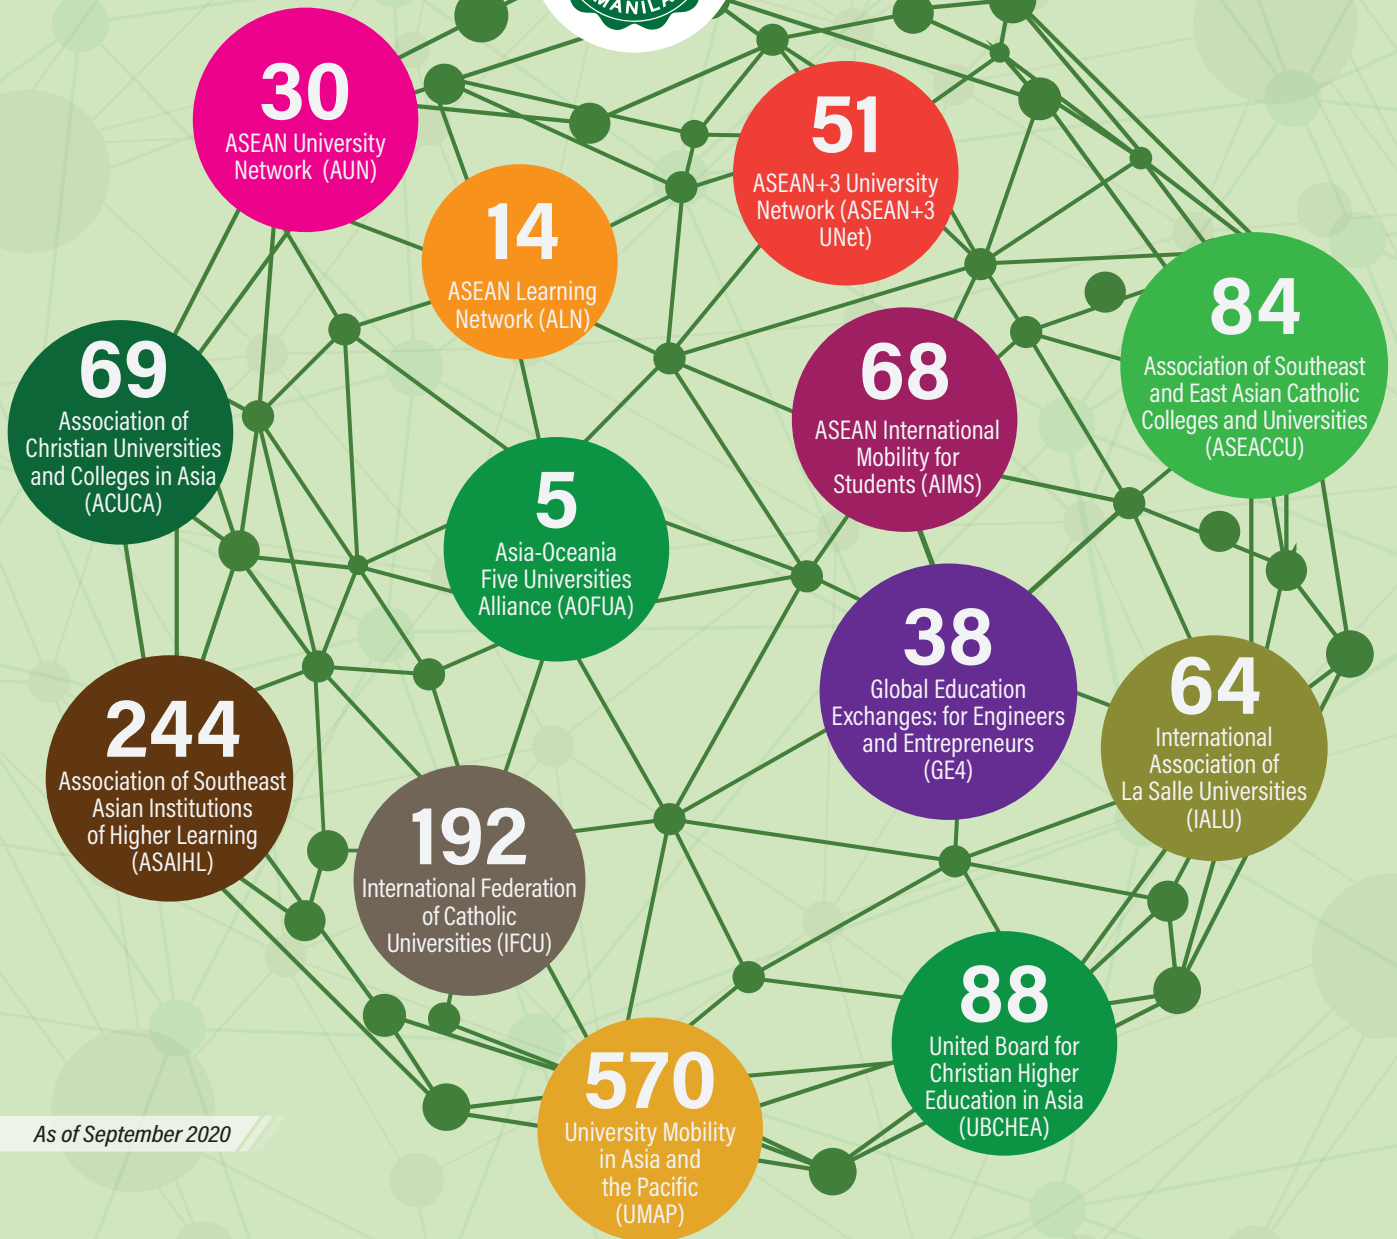 MANILA
30
ASEAN University
Network (AUN)
51
ASEAN+3 University
Network (ASEAN+3
UNet)
14
ASEAN Learning
Network (ALN)
84
Association of Southeast
and East Asian Catholic
Colleges and Universities
(ASEACCU)
69
Association of
Christian Universities
and Colleges in Asia
(ACUCA)
68
ASEAN International
Mobility for
Students (AIMS)
5
Asia-Oceania
Five Universities
Alliance (AOFUA)
38
Global Education
Exchanges: for Engineers
and Entrepreneurs
(GE4)
64
International
Association of
La Salle Universities
(IALU)
244
Association of Southeast
Asian Institutions
of Higher Learning
(ASAIHL)
192
International Federation
of Catholic
Universities (IFCU)
88
United Board for
Christian Higher
Education in Asia
(UBCHEA)
570
University Mobility
in Asia and
the Pacific
(UMAP)
As of September 2020